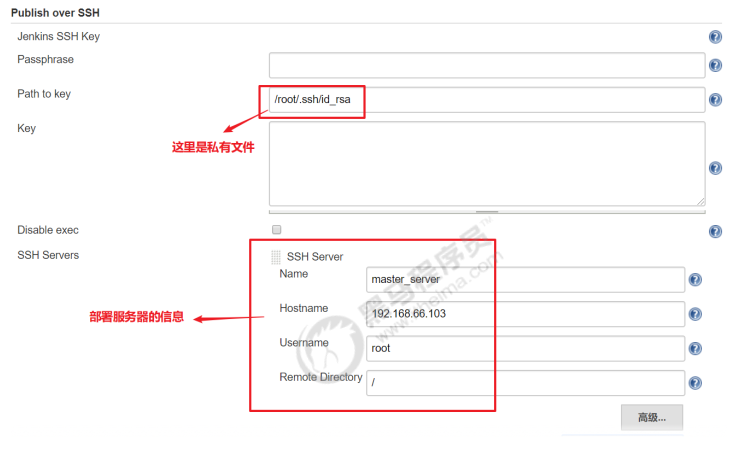 Publish over SSH
Jenkins SSH Key
Passphrase
Path to key
/root/.ssh/id_rsa
Key
这里是私有文件
Disable exec
SSH Servers
SSH Server
Name
master_server
Hostname
192.168.66.103
部署服务器的信息
Username
root
Remote Directory
/
高级...
黑马程序员™
www.itheima.com